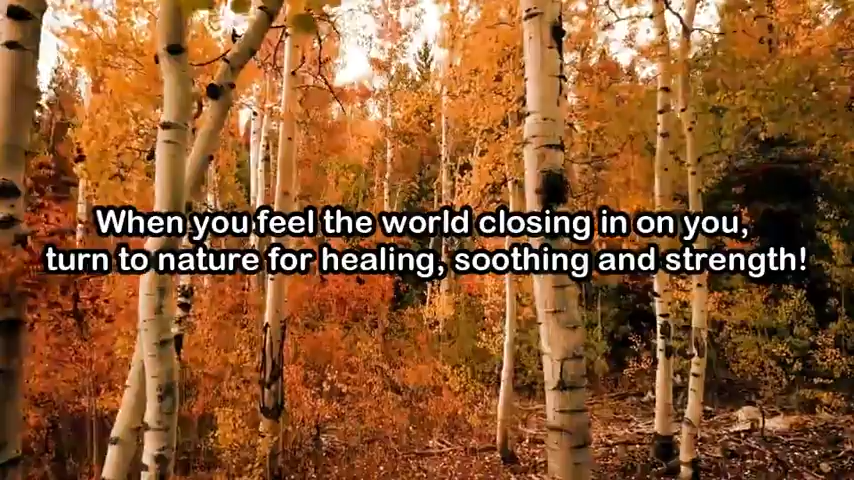 When you feel the world closing in on you,
turn to nature for healing, soothing and strength!